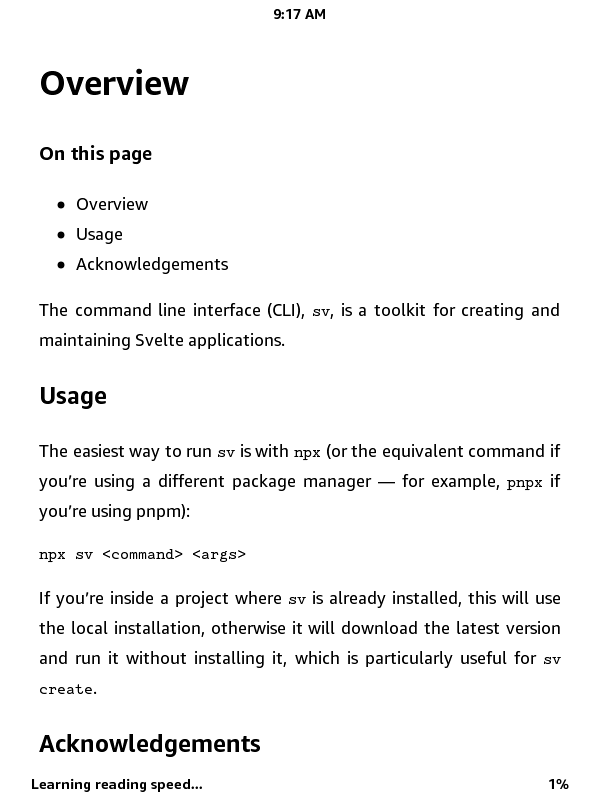 9:17 AM
Overview
On this page
• Overview
• Usage
• Acknowledgements
The command line interface (CLI), sv, is a toolkit for creating and
maintaining Svelte applications.
Usage
The easiest way to run sv is with npx (or the equivalent command if
you’re using a different package manager — for example, pnpx if
you’re using pnpm):
npx sv <command> <args>
If you’re inside a project where sv is already installed, this will use
the local installation, otherwise it will download the latest version
and run it without installing it, which is particularly useful for sv
create.
Acknowledgements
Learning reading speed... 1%